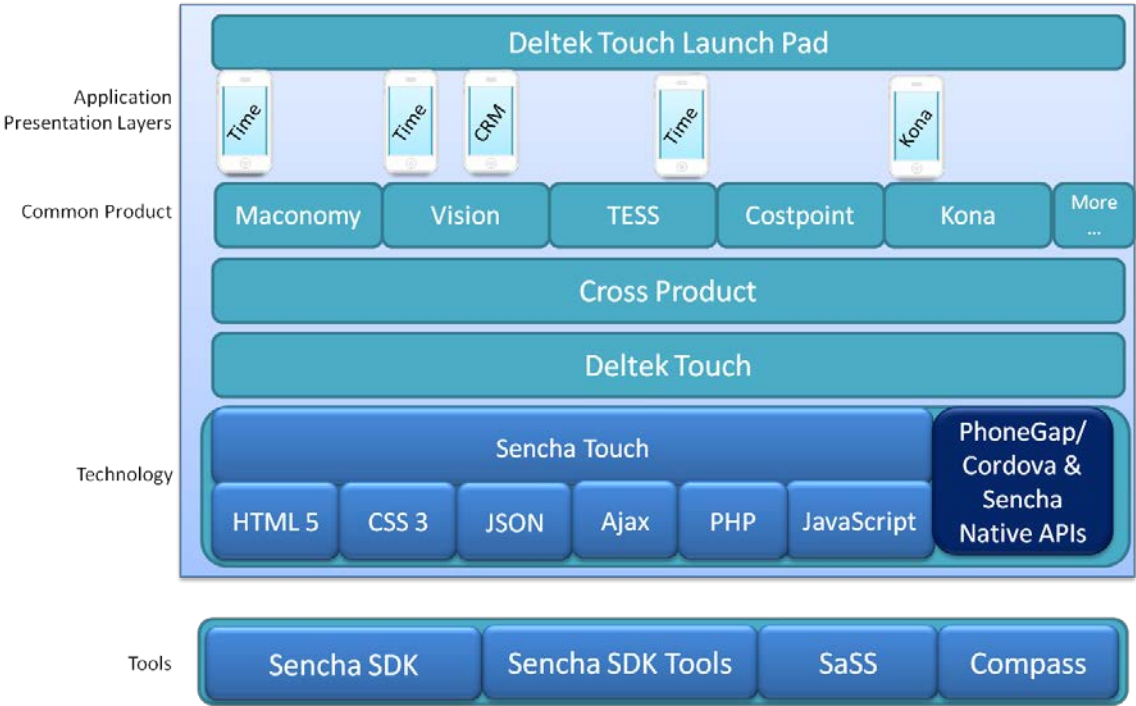 Deltek Touch Launch Pad
Application
Presentation Layers
Time
Time
CRM
Time
Kona
Common Product
Maconomy
Vision
TESS
Costpoint
Kona
More
...
Cross Product
Deltek Touch
Technology
Sencha Touch
PhoneGap/
Cordova &
Sencha
Native APIs
HTML 5
CSS 3
JSON
Ajax
PHP
JavaScript
Tools
Sencha SDK
Sencha SDK Tools
SaSS
Compass